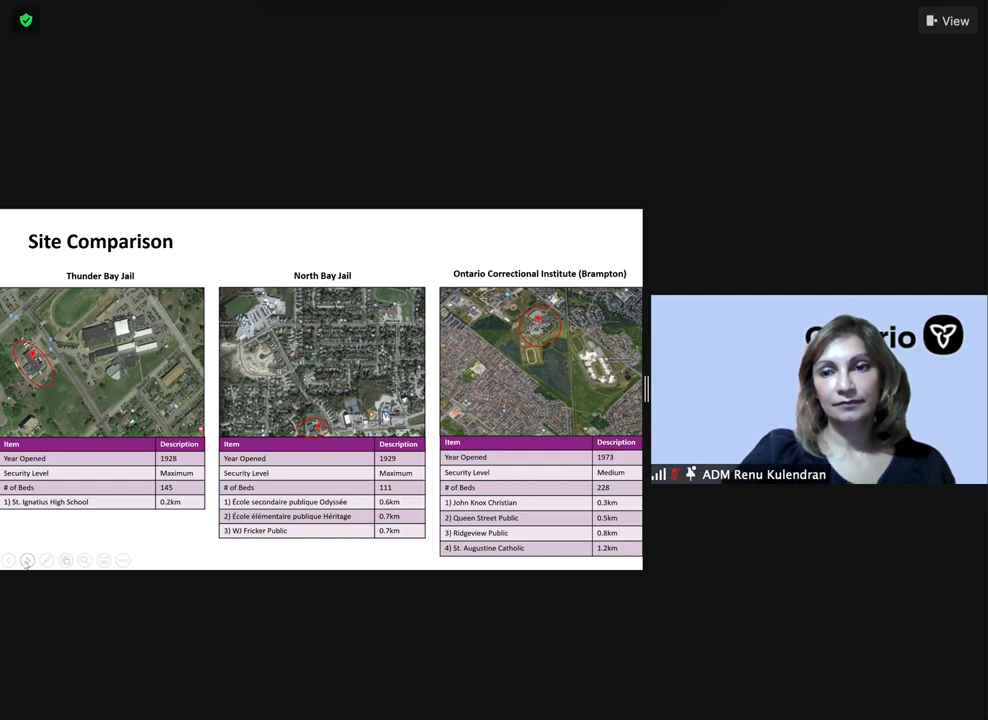 View
Site Comparison
Thunder Bay Jail
Item Description
Year Opened 1928
Security Level Maximum
# of Beds 145
1) St. Ignatius High School 0.2km
North Bay Jail
Item Description
Year Opened 1929
Security Level Maximum
# of Beds 111
1) École secondaire publique Odyssée 0.6km
2) École élémentaire publique Héritage 0.7km
3) WJ Fricker Public 0.7km
Ontario Correctional Institute (Brampton)
Item Description
Year Opened 1973
Security Level Medium
# of Beds 228
1) John Knox Christian 0.3km
2) Queen Street Public 0.5km
3) Ridgeview Public 0.8km
4) St. Augustine Catholic 1.2km
ADM Renu Kulendran